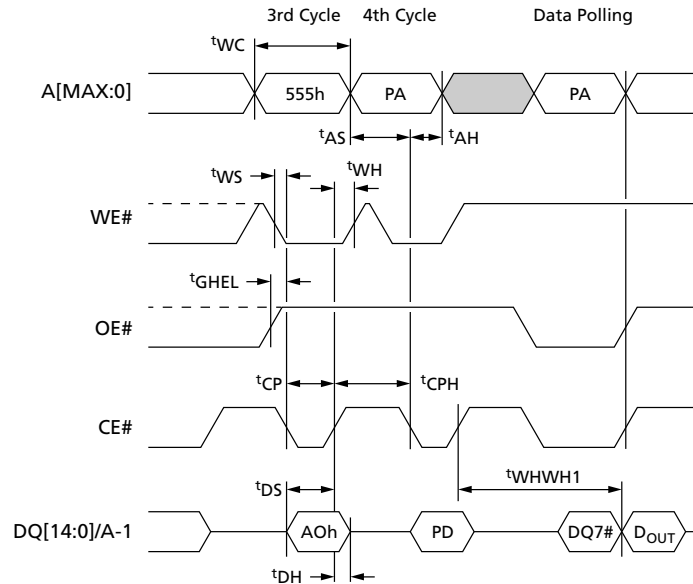 3rd Cycle 4th Cycle Data Polling
tWC
A[MAX:0] 555h PA PA
tAS tAH
tWS tWH
WE#
tGHEL
OE#
tCP tCPH
CE#
tWHWH1
tDS
DQ[14:0]/A-1 AOh PD DQ7# DOUT
tDH